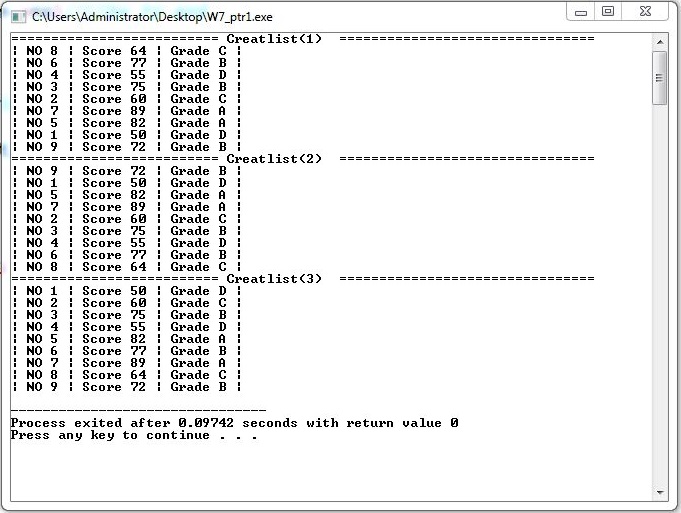 C:\Users\Administrator\Desktop\W7_ptr1.exe
========================== Creatlist(1) ================================
| NO 8 | Score 64 | Grade C |
| NO 6 | Score 77 | Grade B |
| NO 4 | Score 55 | Grade D |
| NO 3 | Score 75 | Grade B |
| NO 2 | Score 60 | Grade C |
| NO 7 | Score 89 | Grade A |
| NO 5 | Score 82 | Grade A |
| NO 1 | Score 50 | Grade D |
| NO 9 | Score 72 | Grade B |
========================== Creatlist(2) ================================
| NO 9 | Score 72 | Grade B |
| NO 1 | Score 50 | Grade D |
| NO 5 | Score 82 | Grade A |
| NO 7 | Score 89 | Grade A |
| NO 2 | Score 60 | Grade C |
| NO 3 | Score 75 | Grade B |
| NO 4 | Score 55 | Grade D |
| NO 6 | Score 77 | Grade B |
| NO 8 | Score 64 | Grade C |
========================== Creatlist(3) ================================
| NO 1 | Score 50 | Grade D |
| NO 2 | Score 60 | Grade C |
| NO 3 | Score 75 | Grade B |
| NO 4 | Score 55 | Grade D |
| NO 5 | Score 82 | Grade A |
| NO 6 | Score 77 | Grade B |
| NO 7 | Score 89 | Grade A |
| NO 8 | Score 64 | Grade C |
| NO 9 | Score 72 | Grade B |
--------------------------------
Process exited after 0.09742 seconds with return value 0
Press any key to continue . . .